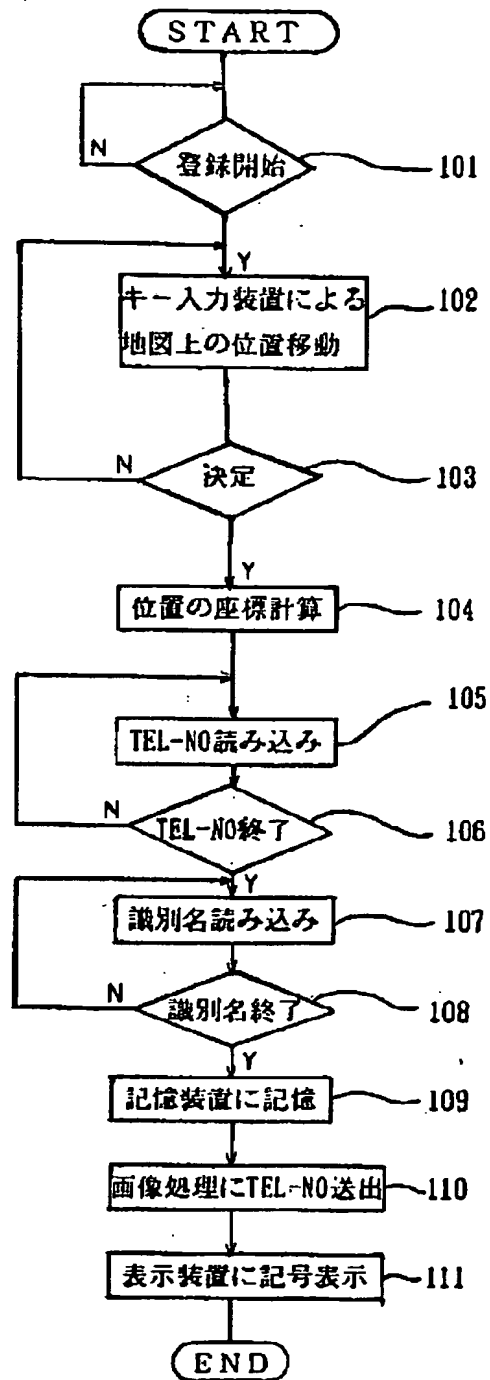 START
N
登録開始
101
Y
キー入力装置による
地図上の位置移動
102
N
決定
103
Y
位置の座標計算
104
105
TEL-NO読み込み
N
TEL-NO終了
106
Y
識別名読み込み
107
N
識別名終了
108
Y
記憶装置に記憶
109
画像処理にTEL-NO送出
110
表示装置に記号表示
111
END